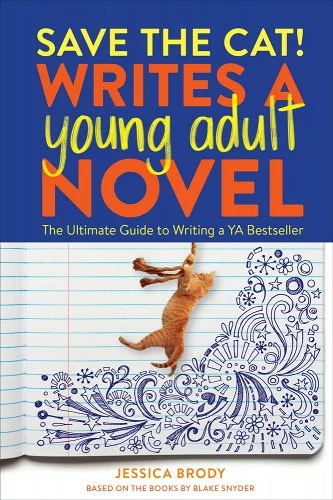 SAVE THE CAT!
WRITES A
young adult
NOVEL
The Ultimate Guide to Writing a YA Bestseller
JESSICA BRODY
BASED ON THE BOOKS BY BLAKE SNYDER